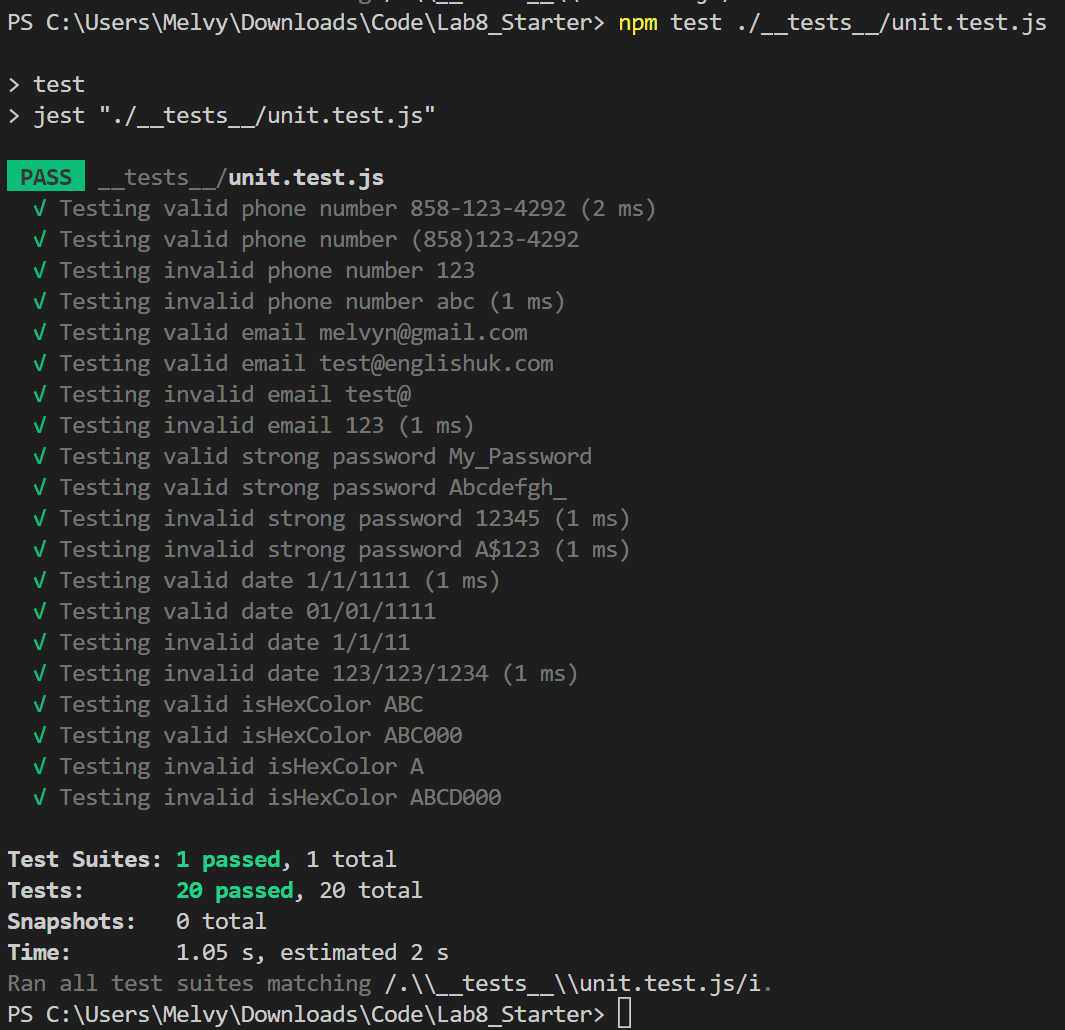 PS C:\Users\Melvy\Downloads\Code\Lab8_Starter> npm test ./__tests__/unit.test.js
> test
> jest "./__tests__/unit.test.js"
PASS __tests__/unit.test.js
√ Testing valid phone number 858-123-4292 (2 ms)
√ Testing valid phone number (858)123-4292
√ Testing invalid phone number 123
√ Testing invalid phone number abc (1 ms)
√ Testing valid email melvyn@gmail.com
√ Testing valid email test@englishuk.com
√ Testing invalid email test@
√ Testing invalid email 123 (1 ms)
√ Testing valid strong password My_Password
√ Testing valid strong password Abcdefgh_
√ Testing invalid strong password 12345 (1 ms)
√ Testing invalid strong password A$123 (1 ms)
√ Testing valid date 1/1/1111 (1 ms)
√ Testing valid date 01/01/1111
√ Testing invalid date 1/1/11
√ Testing invalid date 123/123/1234 (1 ms)
√ Testing valid isHexColor ABC
√ Testing valid isHexColor ABC000
√ Testing invalid isHexColor A
√ Testing invalid isHexColor ABCD000
Test Suites: 1 passed, 1 total
Tests: 20 passed, 20 total
Snapshots: 0 total
Time: 1.05 s, estimated 2 s
Ran all test suites matching /.\\__tests__\\unit.test.js/i.
PS C:\Users\Melvy\Downloads\Code\Lab8_Starter>